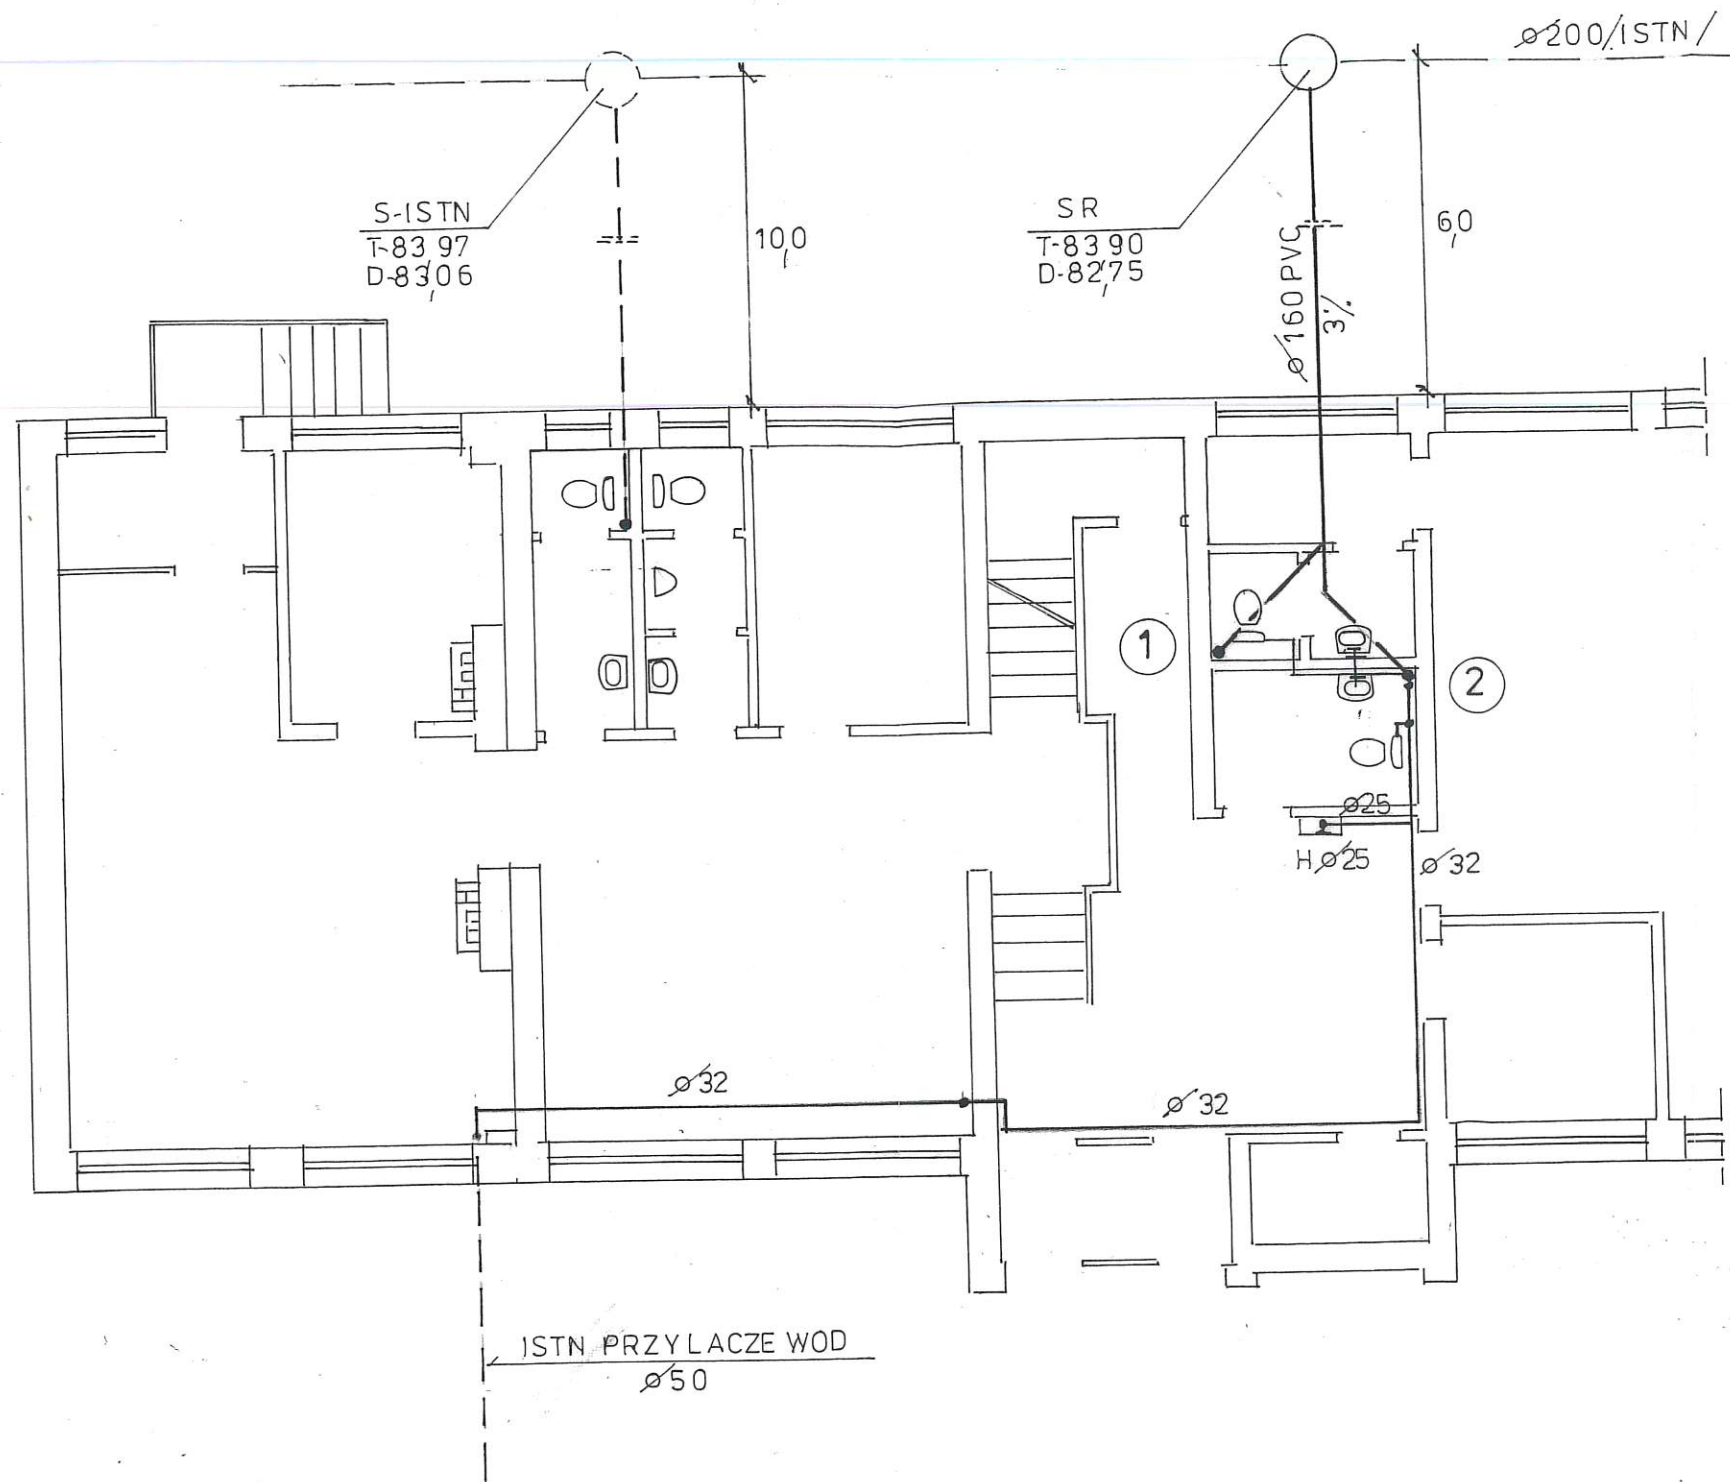 ⌀200/ISTN/
S-ISTN
T-83,97
D-83,06
10,0
SR
T-83,90
D-82,75
6,0
⌀160 PVC
3%
1
2
⌀25
H⌀25
⌀32
⌀32
⌀32
ISTN PRZYLACZE WOD
⌀50